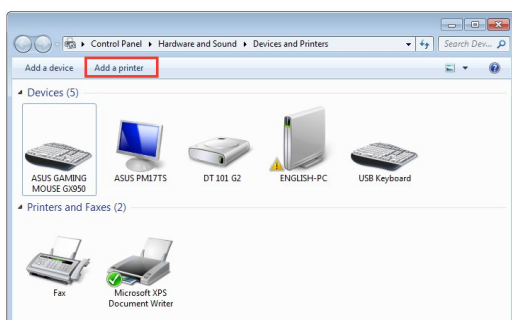 Control Panel ▸ Hardware and Sound ▸ Devices and Printers
Search Dev...
Add a device Add a printer
Devices (5)
ASUS GAMING MOUSE GX950
ASUS PM17TS
DT 101 G2
ENGLISH-PC
USB Keyboard
Printers and Faxes (2)
Fax
Microsoft XPS Document Writer